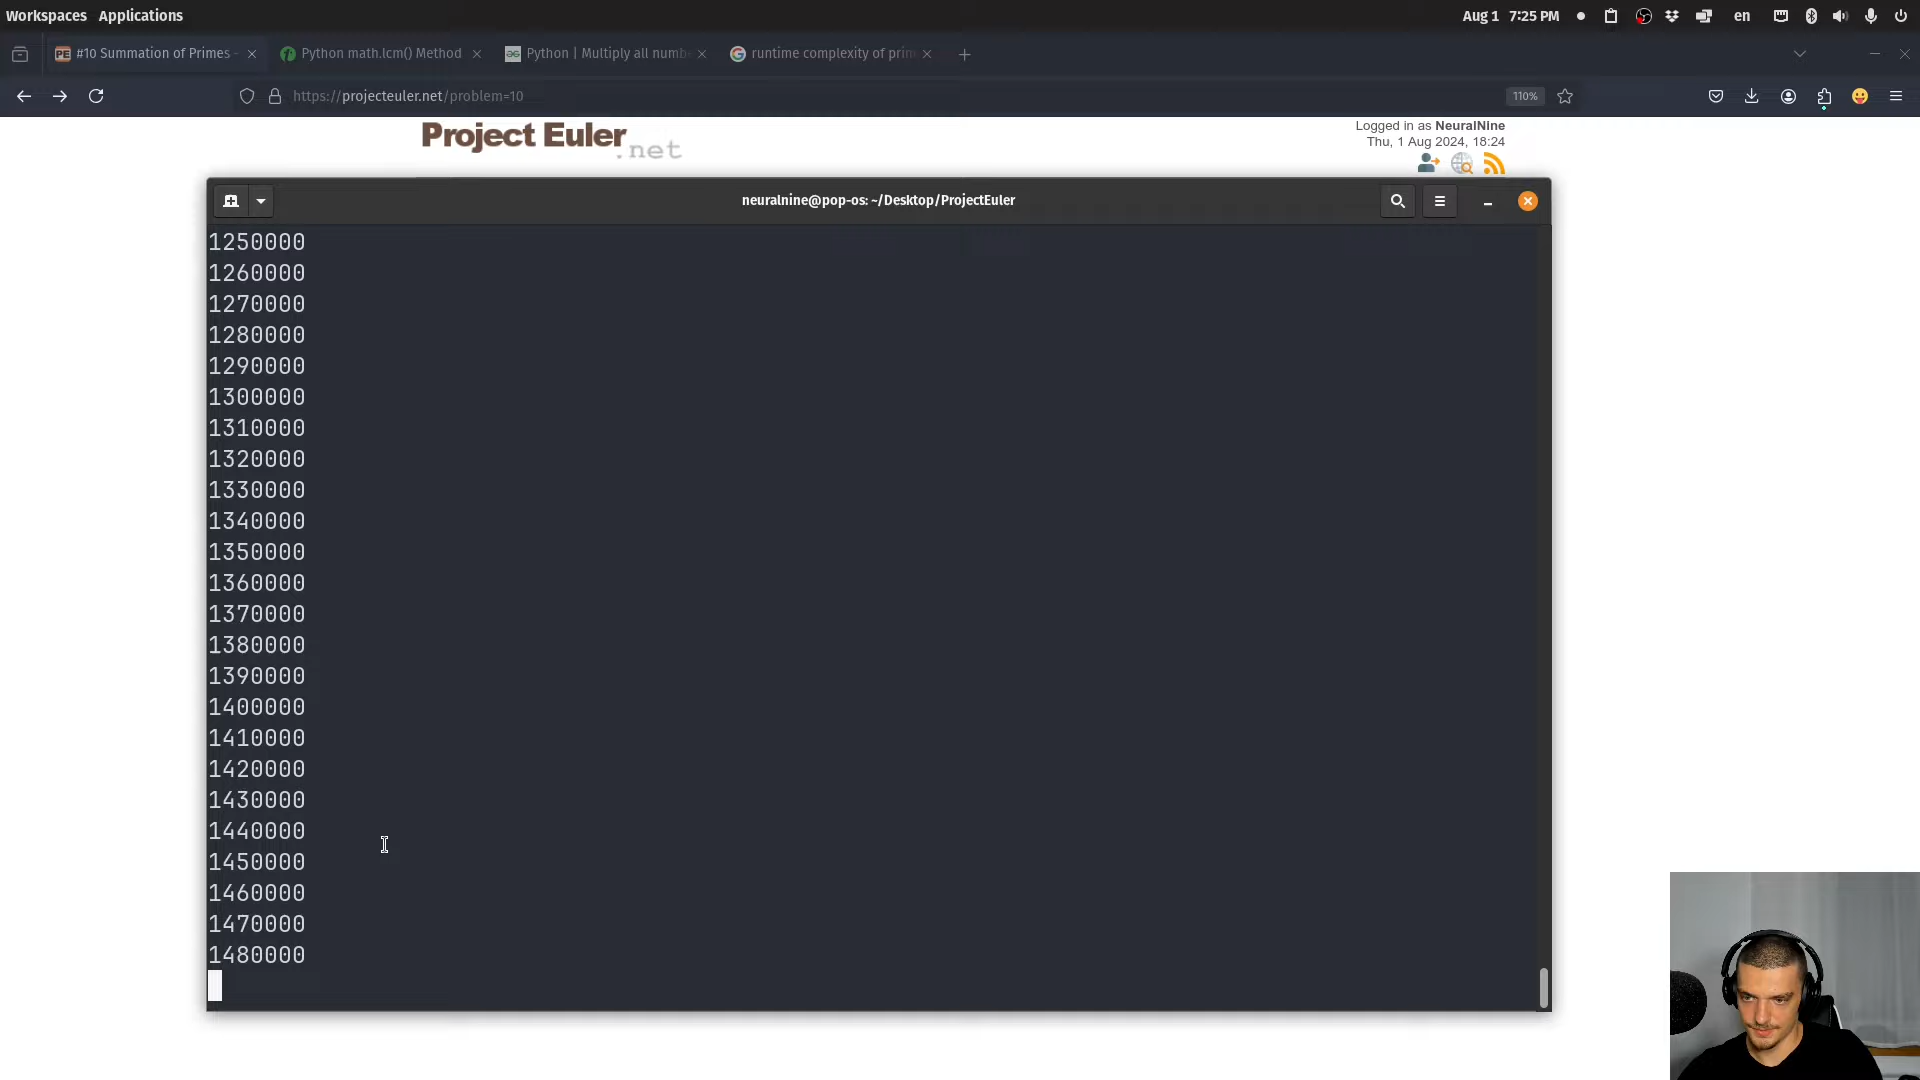 Workspaces Applications
Aug 1 7:25 PM
en
PE #10 Summation of Primes -
Python math.lcm() Method
Python | Multiply all numb
runtime complexity of prim
https://projecteuler.net/problem=10
110%
Project Euler
.net
Logged in as NeuralNine
Thu, 1 Aug 2024, 18:24
neuralnine@pop-os: ~/Desktop/ProjectEuler
1250000
1260000
1270000
1280000
1290000
1300000
1310000
1320000
1330000
1340000
1350000
1360000
1370000
1380000
1390000
1400000
1410000
1420000
1430000
1440000
1450000
1460000
1470000
1480000